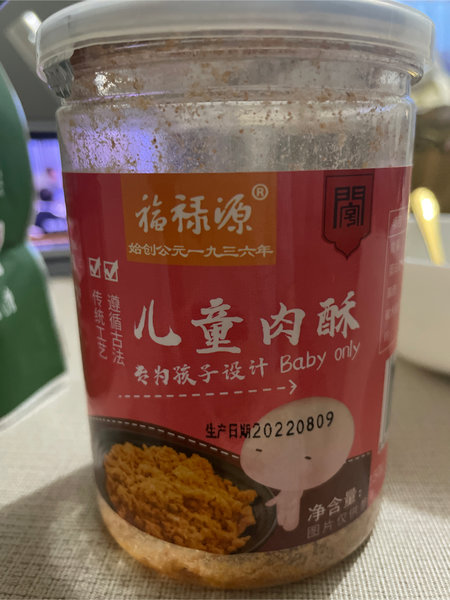 福禄源®
始创公元一九三六年
遵循古法
传统工艺
儿童肉酥
专为孩子设计 Baby only
生产日期20220809
净含量:
图片仅供